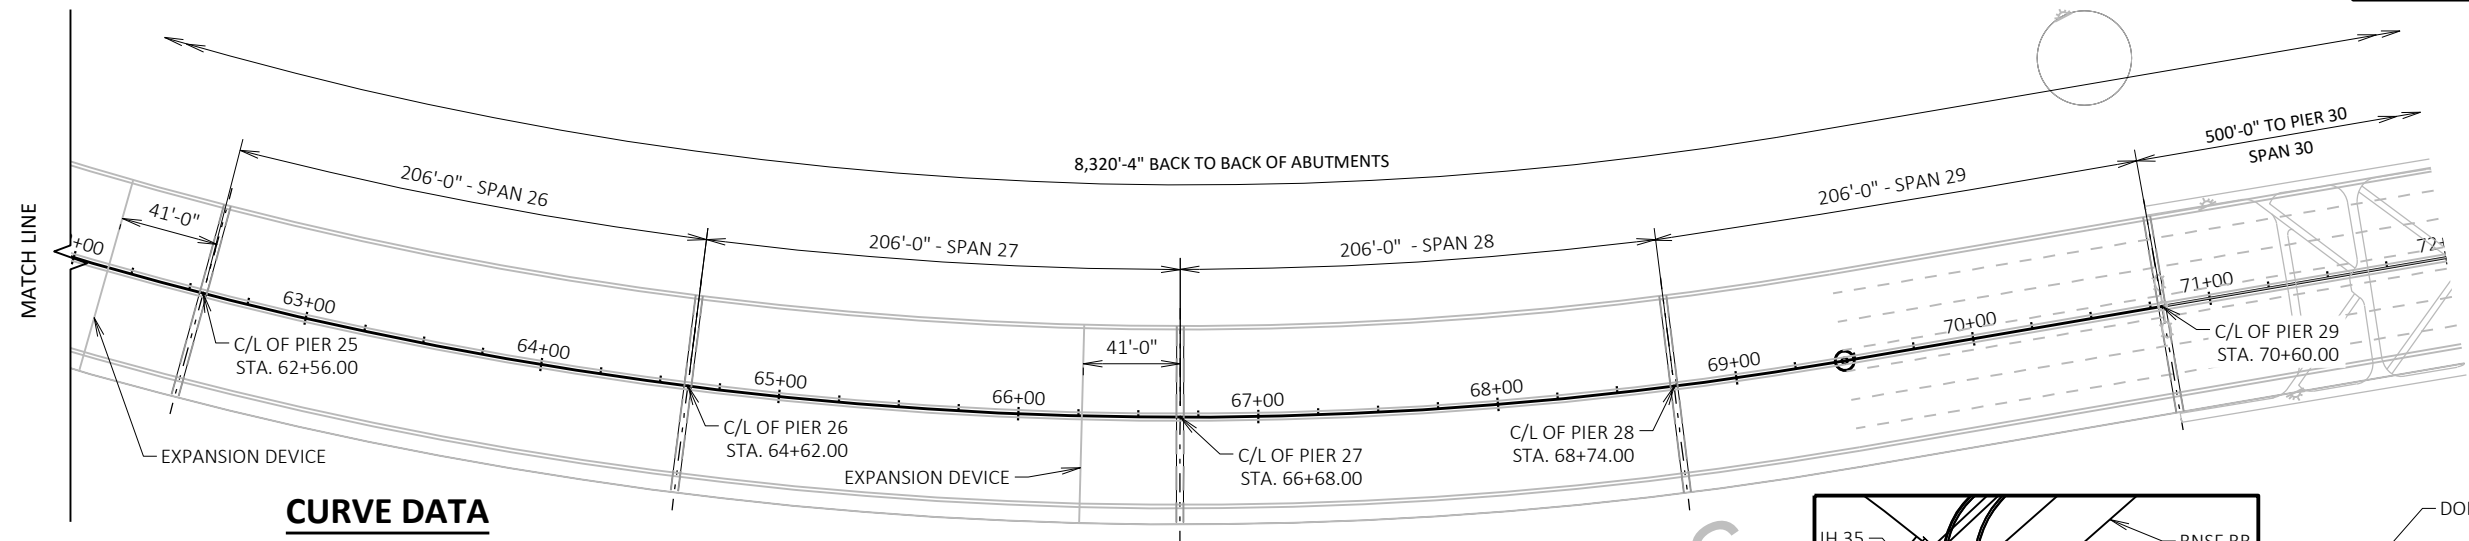 MATCH LINE
8,320'-4" BACK TO BACK OF ABUTMENTS
500'-0" TO PIER 30
SPAN 30
206'-0" - SPAN 26
206'-0" - SPAN 27
206'-0" - SPAN 28
206'-0" - SPAN 29
41'-0"
41'-0"
+00
63+00
64+00
65+00
66+00
67+00
68+00
69+00
70+00
71+00
72+
C/L OF PIER 25
STA. 62+56.00
C/L OF PIER 26
STA. 64+62.00
C/L OF PIER 27
STA. 66+68.00
C/L OF PIER 28
STA. 68+74.00
C/L OF PIER 29
STA. 70+60.00
EXPANSION DEVICE
EXPANSION DEVICE
CURVE DATA
IH 35
BNSF RR